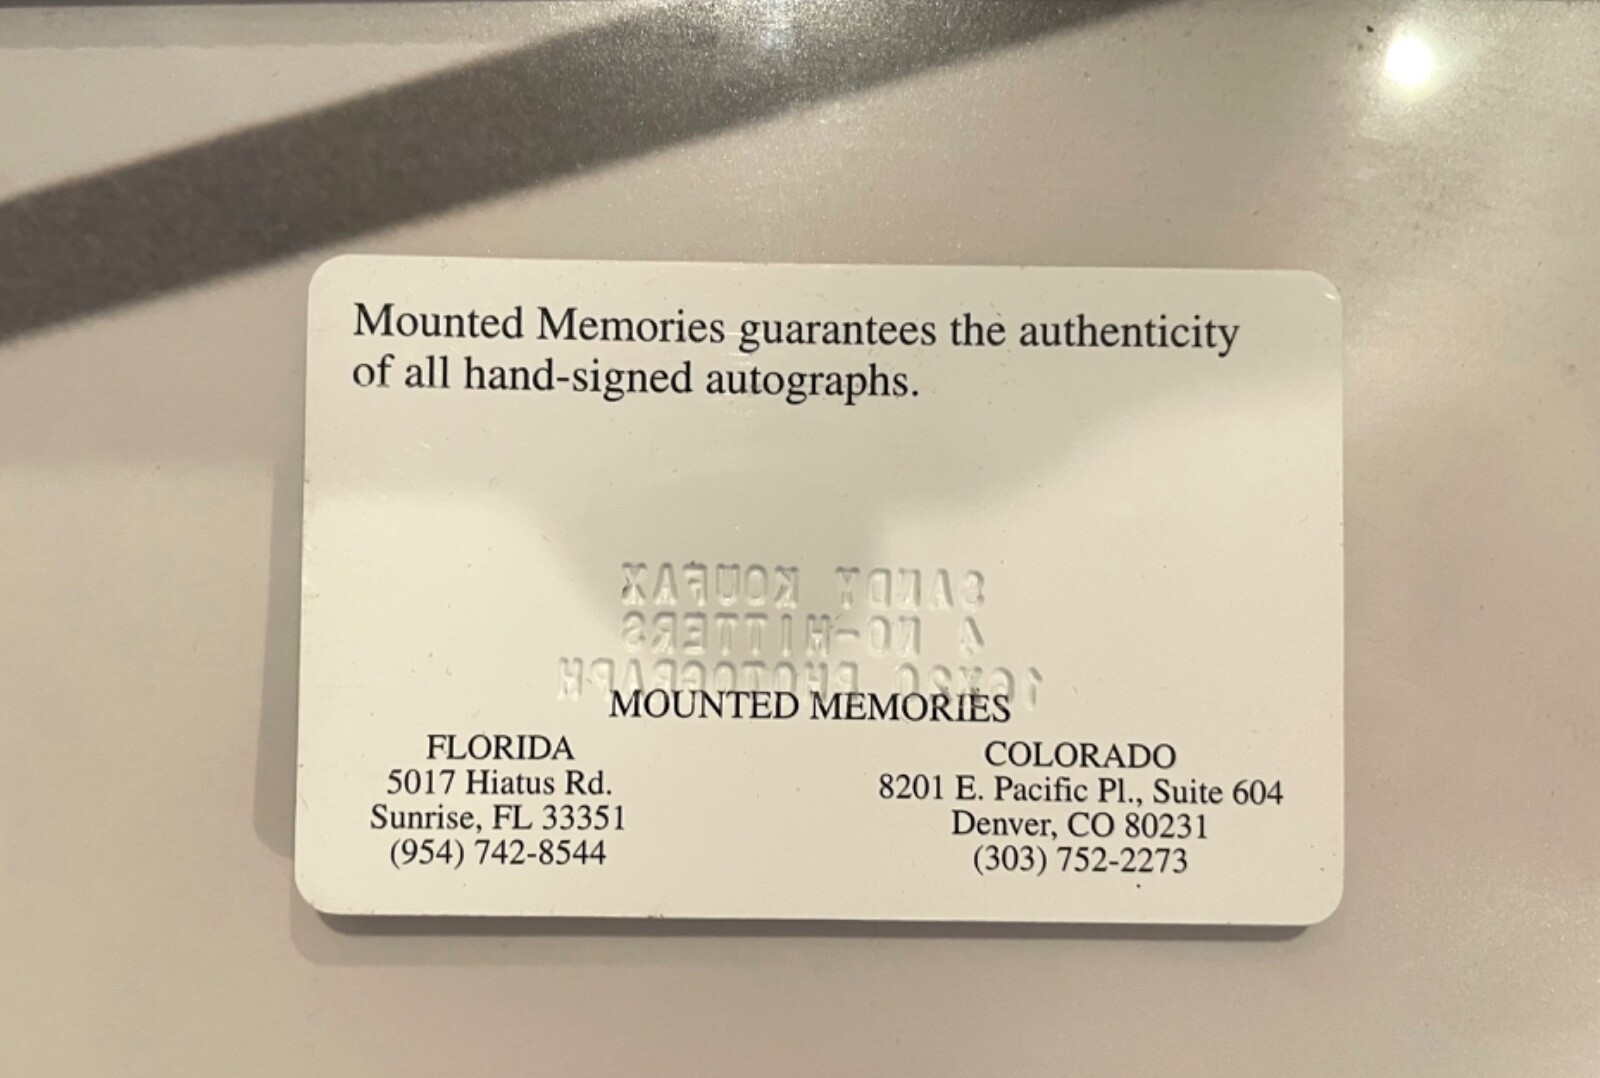 Mounted Memories guarantees the authenticity
of all hand-signed autographs.
SANDY KOUFAX
4 NO-HITTERS
16X20 PHOTOGRAPH
MOUNTED MEMORIES
FLORIDA
5017 Hiatus Rd.
Sunrise, FL 33351
(954) 742-8544
COLORADO
8201 E. Pacific Pl., Suite 604
Denver, CO 80231
(303) 752-2273